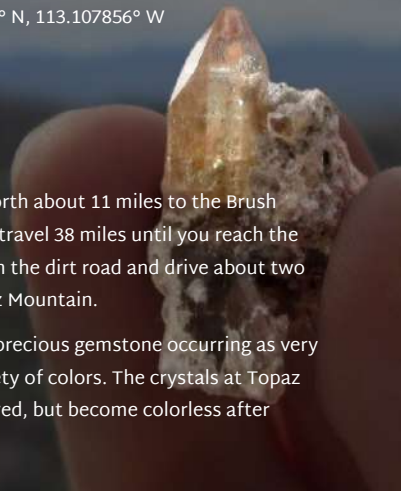 ° N, 113.107856° W
orth about 11 miles to the Brush
travel 38 miles until you reach the
the dirt road and drive about two
Mountain.
precious gemstone occurring as very
ety of colors. The crystals at Topaz
red, but become colorless after